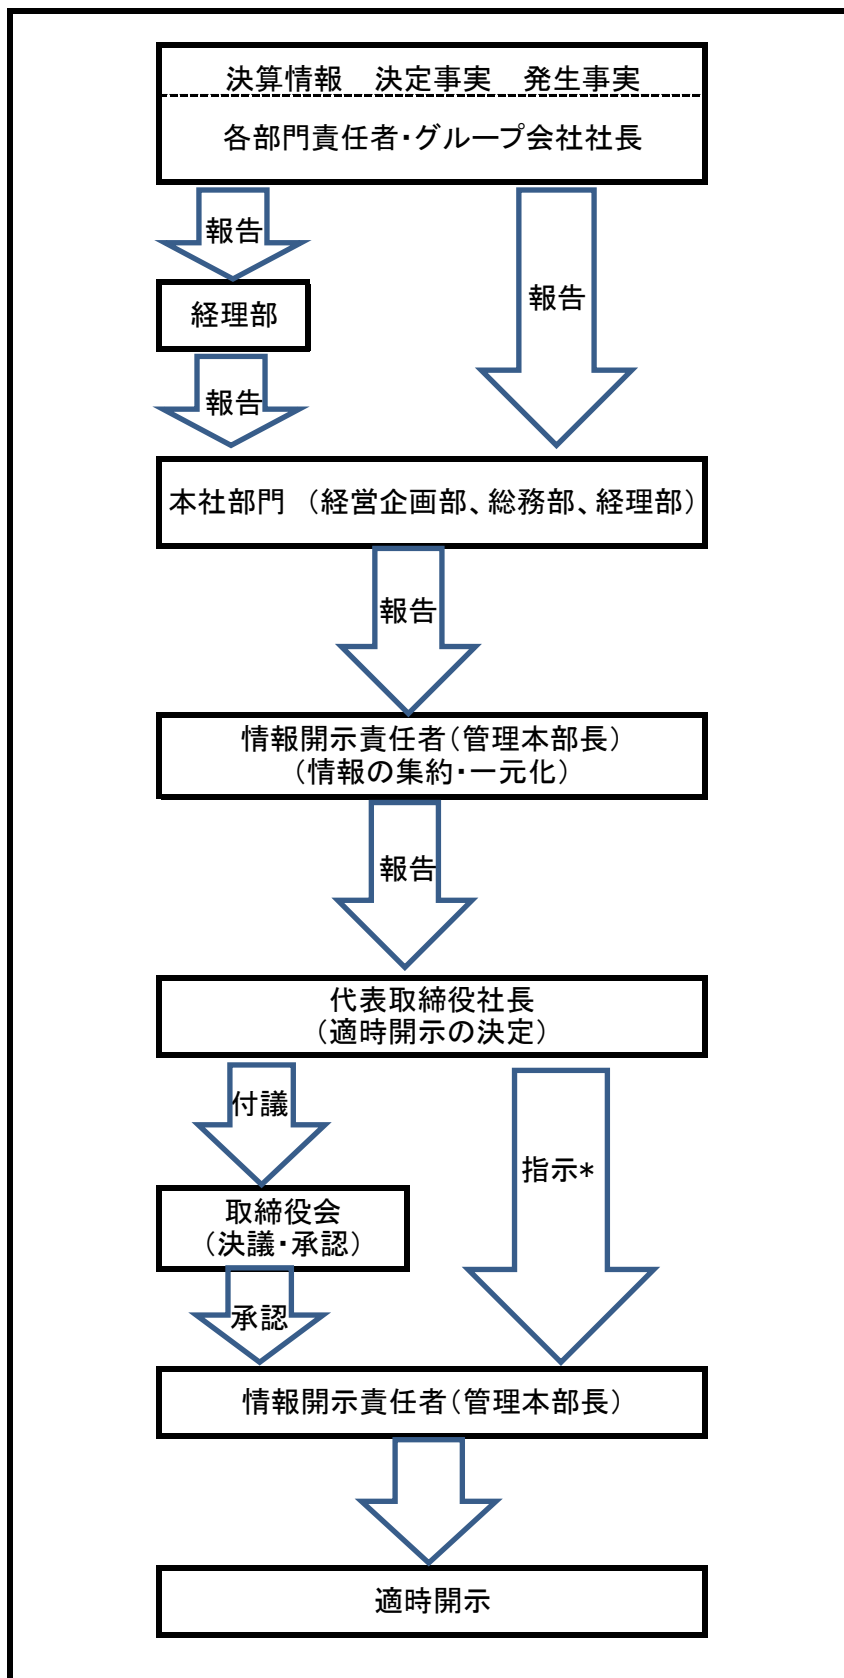 決算情報　決定事実　発生事実
各部門責任者・グループ会社社長
報告
報告
経理部
報告
本社部門　（経営企画部、総務部、経理部）
報告
情報開示責任者（管理本部長）
（情報の集約・一元化）
報告
代表取締役社長
（適時開示の決定）
付議
指示*
取締役会
（決議・承認）
承認
情報開示責任者（管理本部長）
適時開示